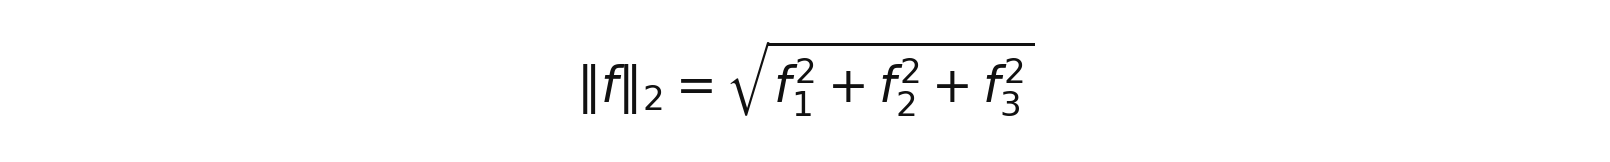 ‖f‖₂ = √(f₁² + f₂² + f₃²)